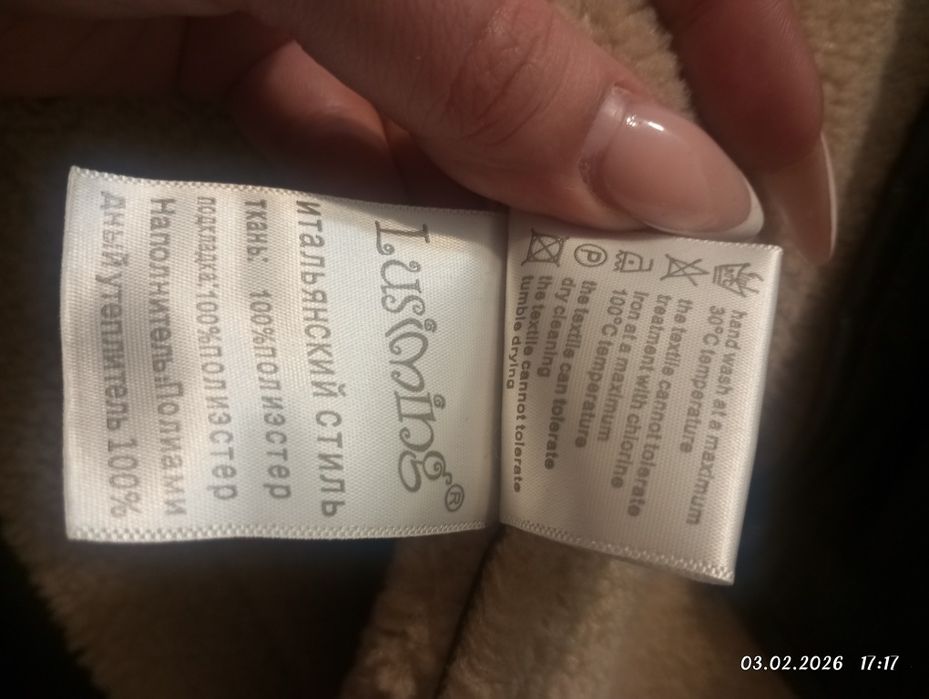 Lusiming®
итальянский стиль
ткань: 100%полиэстер
подкладка:100%полиэстер
Наполнитель:Полиами
дный утеплитель 100%
hand wash at a maximum
30°C temperature
the textile cannot tolerate
treatment with chlorine
Iron at a maximum
100°C temperature
the textile can tolerate
dry cleaning
the textile cannot tolerate
tumble drying
03.02.2026 17:17